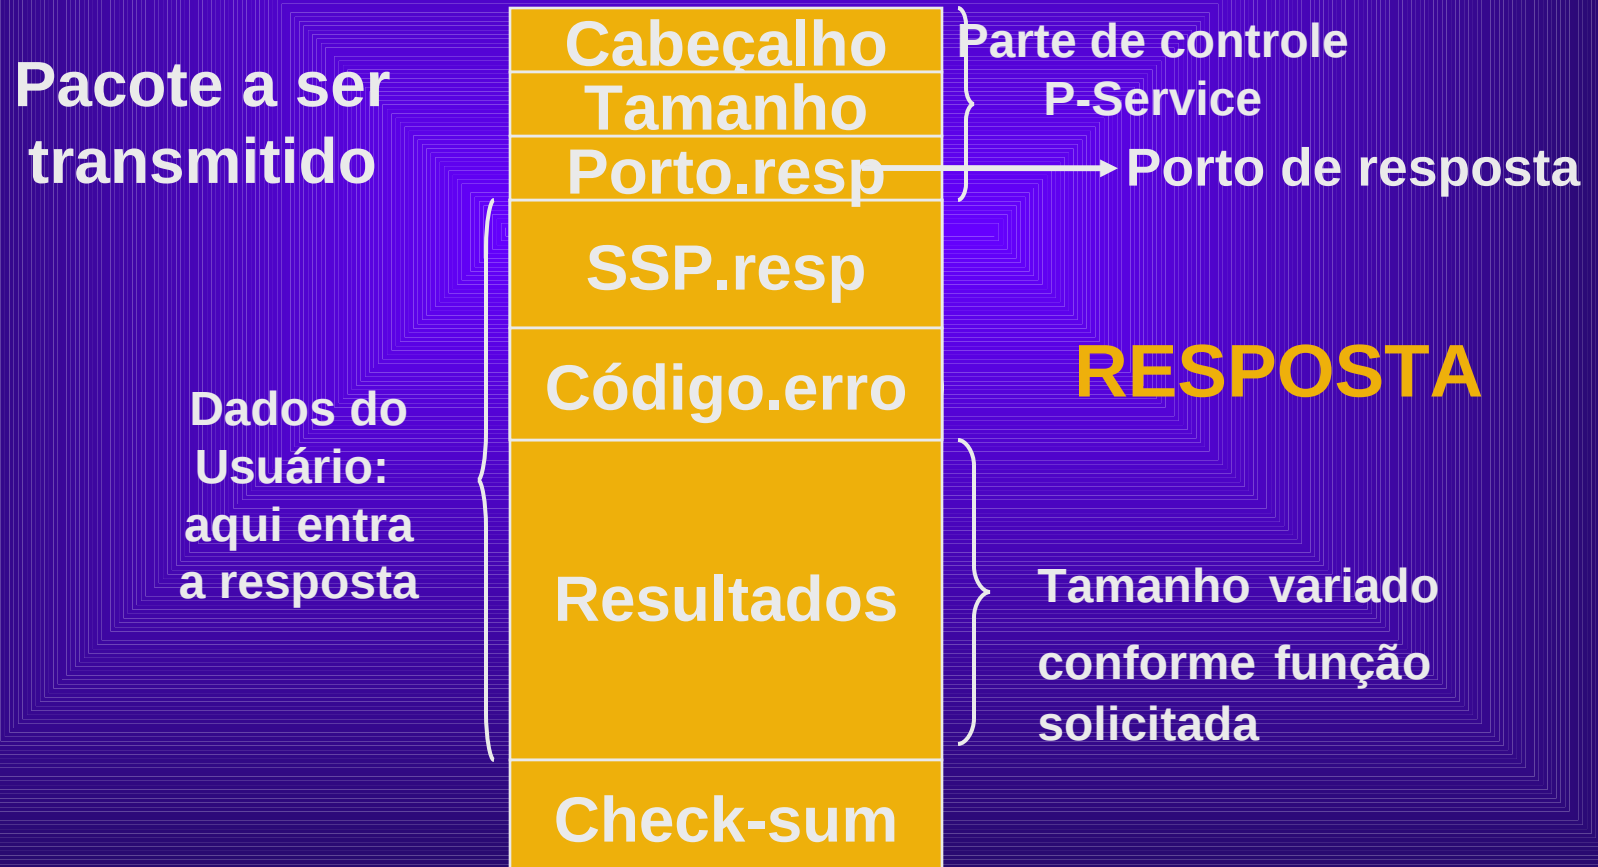 Pacote a ser
transmitido
Cabeçalho
Tamanho
Porto.resp
SSP.resp
Código.erro
Resultados
Check-sum
Parte de controle
P-Service
Porto de resposta
RESPOSTA
Dados do
Usuário:
aqui entra
a resposta
Tamanho variado
conforme função
solicitada